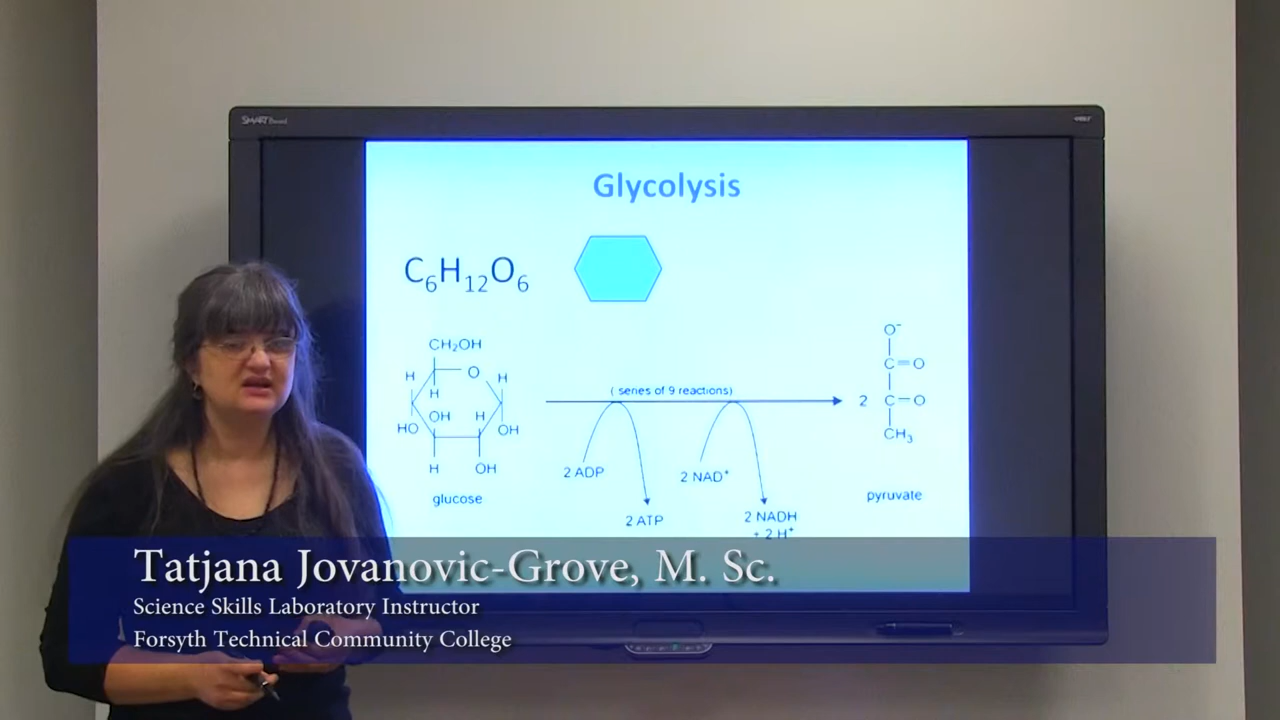 SMART Board
Glycolysis
C₆H₁₂O₆
CH₂OH
O
H
H
H
OH
H
HO
OH
H
OH
glucose
( series of 9 reactions)
2 ADP
2 ATP
2 NAD⁺
2 NADH
+ 2 H⁺
O⁻
C=O
2 C–O
CH₃
pyruvate
Tatjana Jovanovic-Grove, M. Sc.
Science Skills Laboratory Instructor
Forsyth Technical Community College